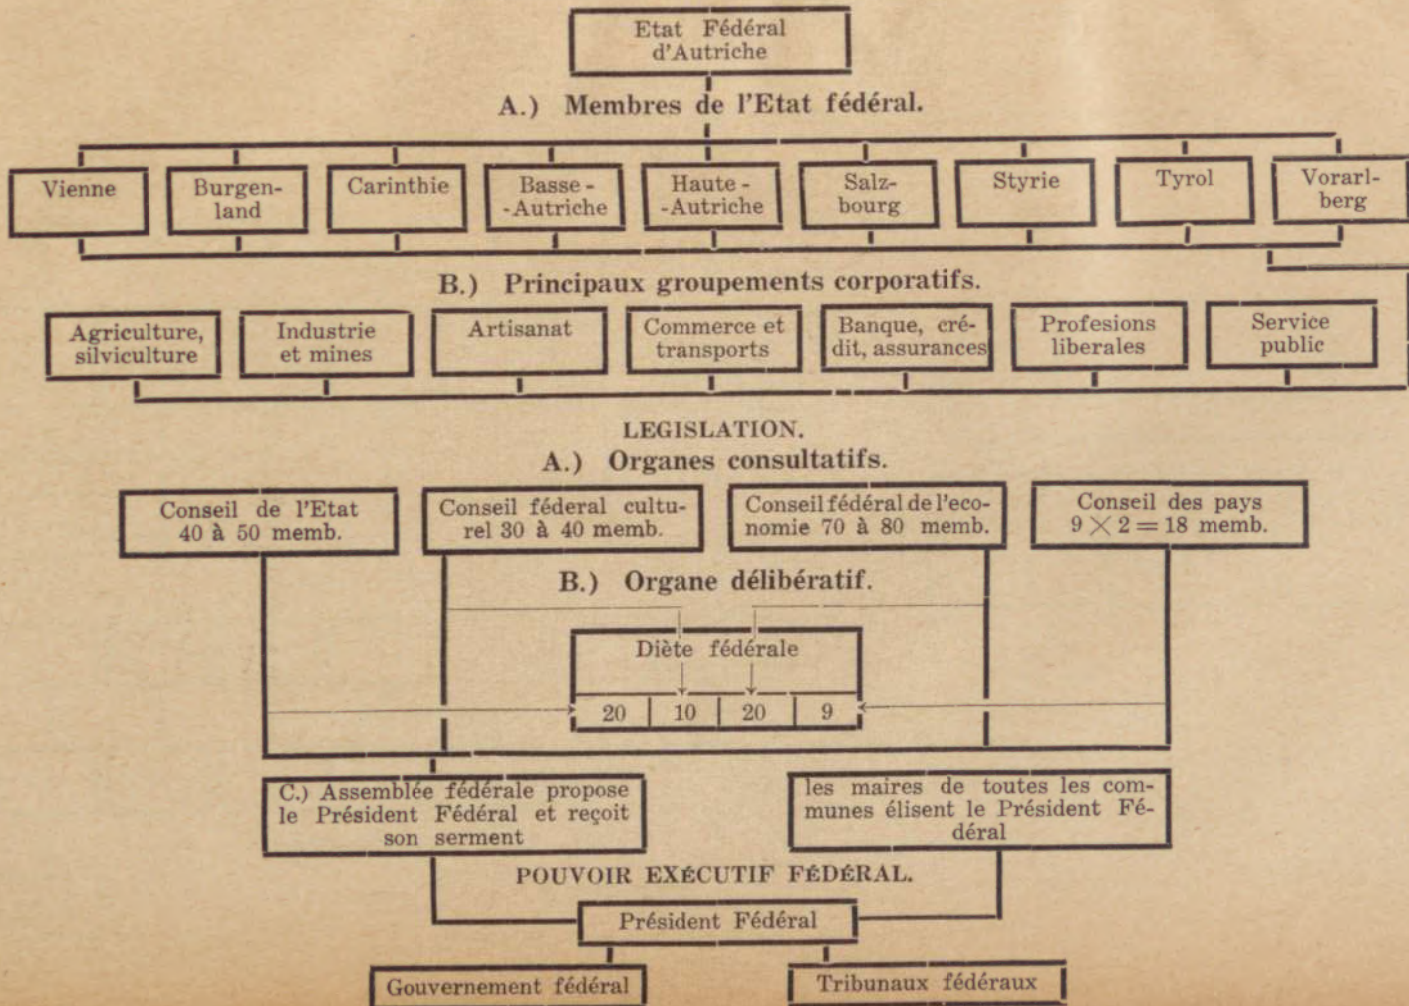 Etat Fédéral
d'Autriche
A.) Membres de l'Etat fédéral.
Vienne
Burgen-
land
Carinthie
Basse -
-Autriche
Haute -
-Autriche
Salz-
bourg
Styrie
Tyrol
Vorarl-
berg
B.) Principaux groupements corporatifs.
Agriculture,
silviculture
Industrie
et mines
Artisanat
Commerce et
transports
Banque, cré-
dit, assurances
Profesions
liberales
Service
public
LEGISLATION.
A.) Organes consultatifs.
Conseil de l'Etat
40 à 50 memb.
Conseil féderal cultu-
rel 30 à 40 memb.
Conseil fédéral de l'eco-
nomie 70 à 80 memb.
Conseil des pays
9 × 2 = 18 memb.
B.) Organe délibératif.
Diète fédérale
20 | 10 | 20 | 9
C.) Assemblée fédérale propose
le Président Fédéral et reçoit
son serment
les maires de toutes les com-
munes élisent le Président Fé-
déral
POUVOIR EXÉCUTIF FÉDÉRAL.
Président Fédéral
Gouvernement fédéral
Tribunaux fédéraux